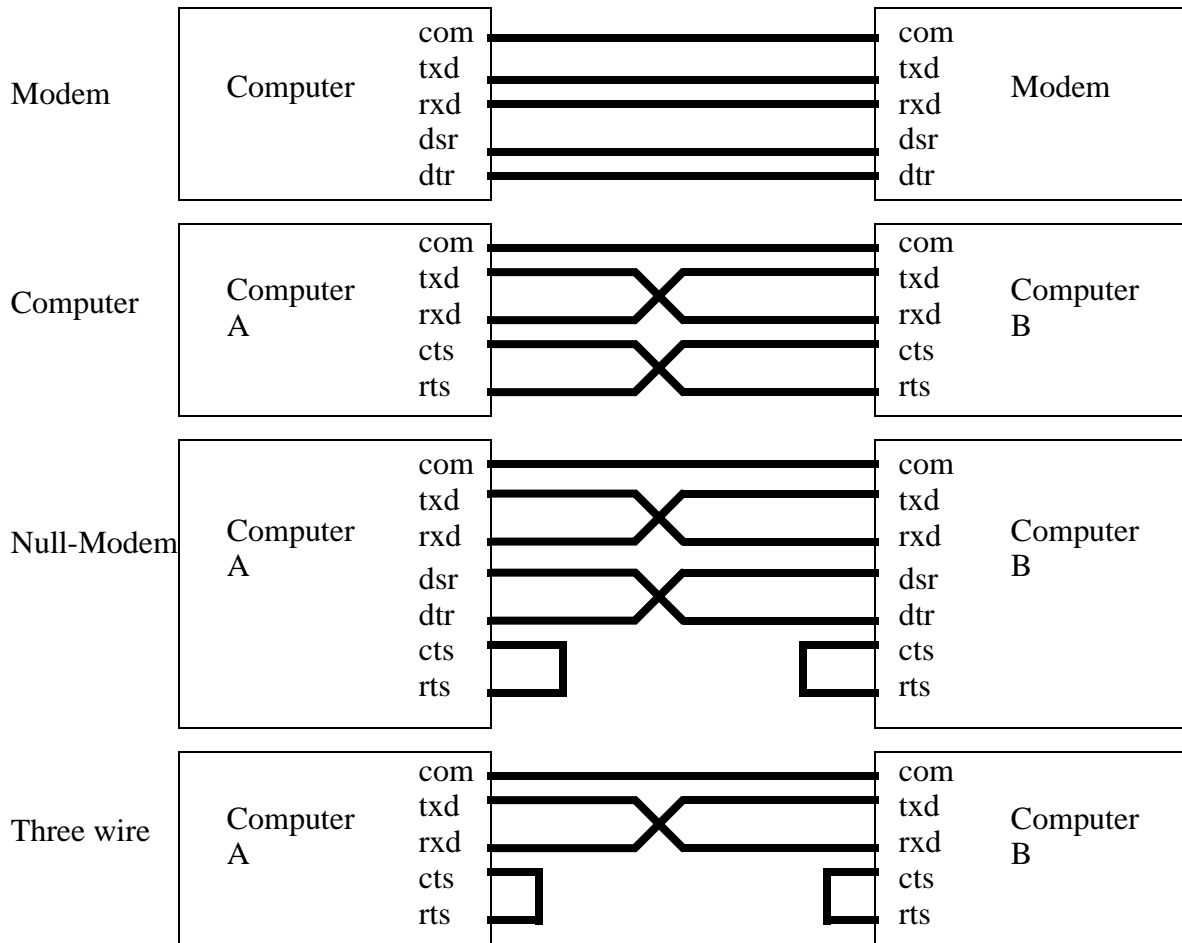 Modem
Computer
com
txd
rxd
dsr
dtr
com
txd
rxd
dsr
dtr
Modem
Computer
Computer
A
com
txd
rxd
cts
rts
com
txd
rxd
cts
rts
Computer
B
Null-Modem
Computer
A
com
txd
rxd
dsr
dtr
cts
rts
com
txd
rxd
dsr
dtr
cts
rts
Computer
B
Three wire
Computer
A
com
txd
rxd
cts
rts
com
txd
rxd
cts
rts
Computer
B